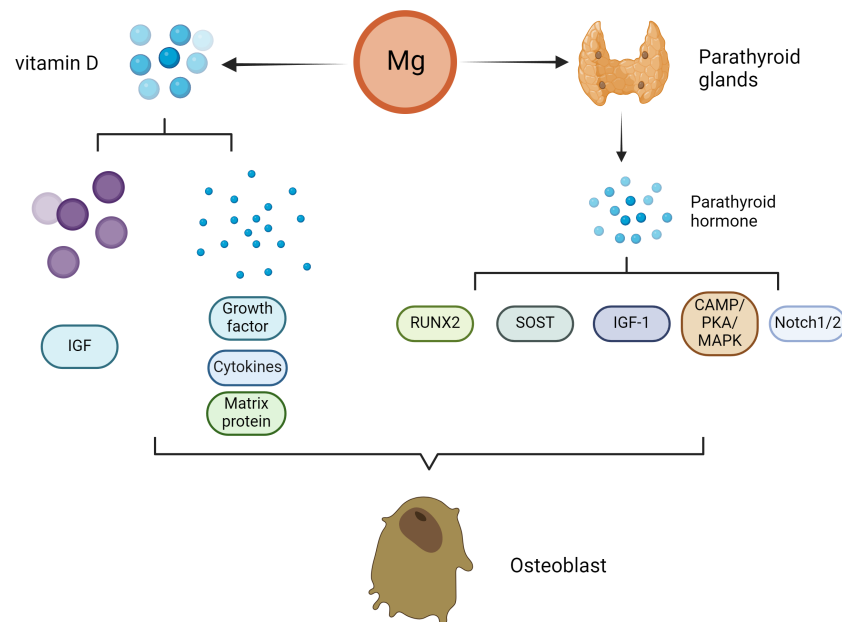 Mg
vitamin D
Parathyroid
glands
Parathyroid
hormone
IGF
Growth
factor
Cytokines
Matrix
protein
RUNX2
SOST
IGF-1
CAMP/
PKA/
MAPK
Notch1/2
Osteoblast